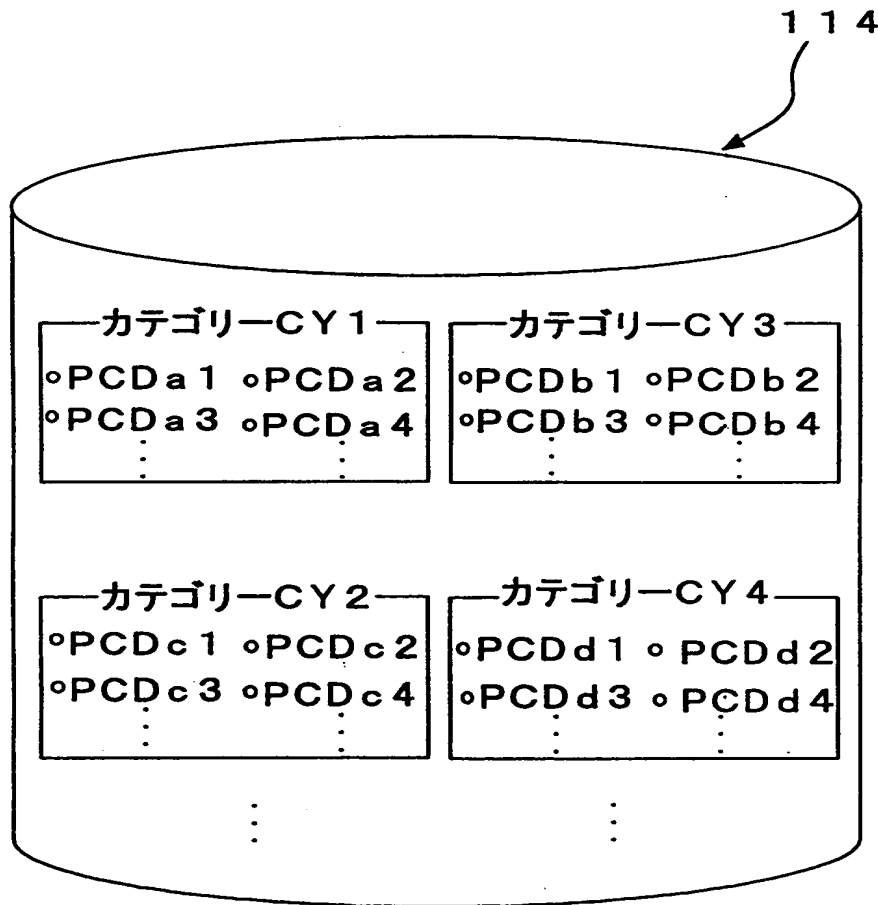 １１４
カテゴリーＣＹ１
∘ＰＣＤａ１ ∘ＰＣＤａ２
∘ＰＣＤａ３ ∘ＰＣＤａ４
カテゴリーＣＹ３
∘ＰＣＤｂ１ ∘ＰＣＤｂ２
∘ＰＣＤｂ３ ∘ＰＣＤｂ４
カテゴリーＣＹ２
∘ＰＣＤｃ１ ∘ＰＣＤｃ２
∘ＰＣＤｃ３ ∘ＰＣＤｃ４
カテゴリーＣＹ４
∘ＰＣＤｄ１ ∘ ＰＣＤｄ２
∘ＰＣＤｄ３ ∘ ＰＣＤｄ４